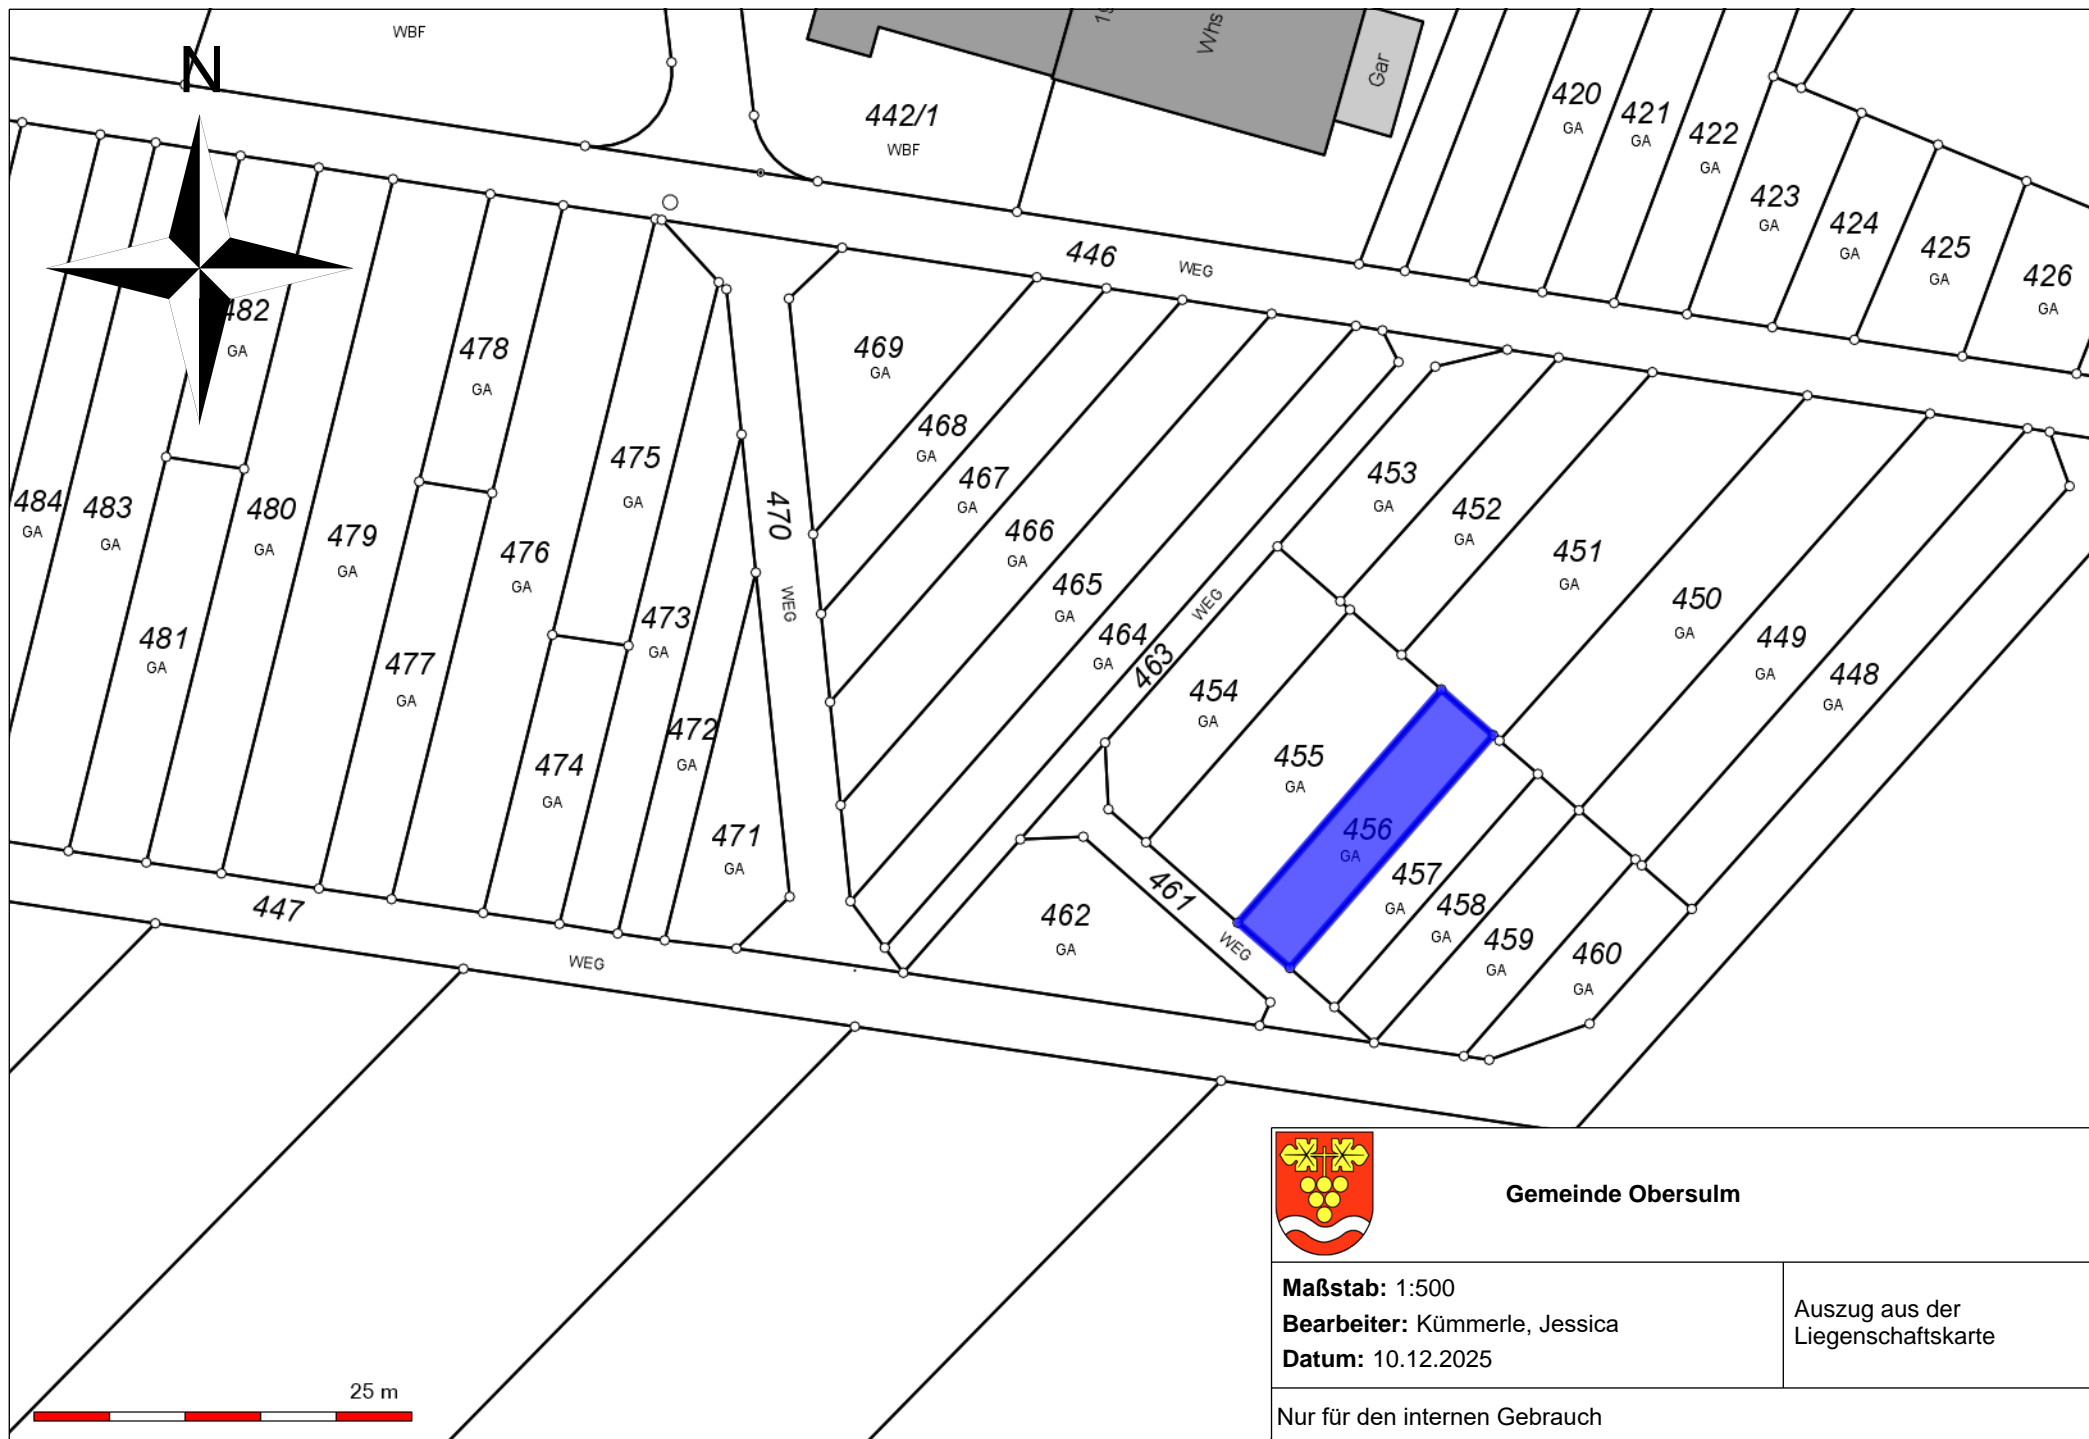 WBF
N
19
Whs
Gar
442/1
WBF
420
GA
421
GA
422
GA
423
GA
424
GA
425
GA
426
GA
446
WEG
482
GA
478
GA
469
GA
468
GA
467
GA
466
GA
465
GA
464
GA
463
WEG
475
GA
470
WEG
484
GA
483
GA
480
GA
479
GA
476
GA
473
GA
481
GA
477
GA
472
GA
474
GA
471
GA
453
GA
452
GA
451
GA
450
GA
449
GA
448
GA
454
GA
455
GA
456
GA
457
GA
458
GA
459
GA
460
GA
461
WEG
462
GA
447
WEG
25 m
Gemeinde Obersulm
Maßstab: 1:500
Bearbeiter: Kümmerle, Jessica
Datum: 10.12.2025
Auszug aus der
Liegenschaftskarte
Nur für den internen Gebrauch